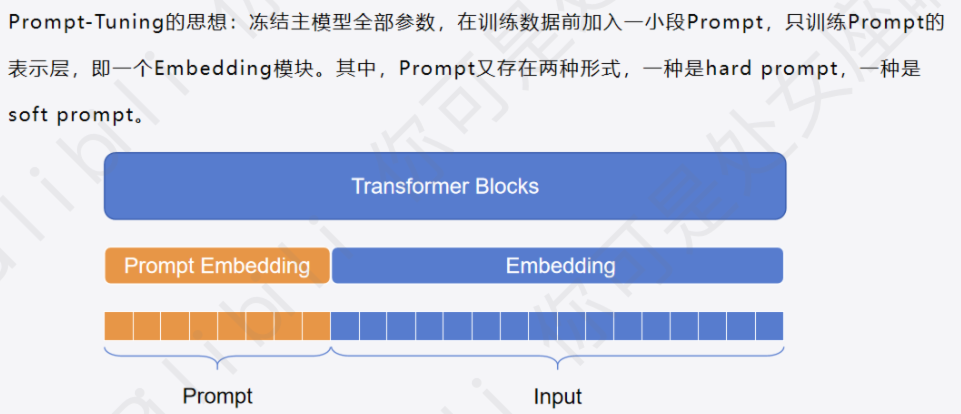 Prompt-Tuning的思想：冻结主模型全部参数，在训练数据前加入一小段Prompt，只训练Prompt的
表示层，即一个Embedding模块。其中，Prompt又存在两种形式，一种是hard prompt，一种是
soft prompt。
Transformer Blocks
Prompt Embedding
Embedding
Prompt
Input